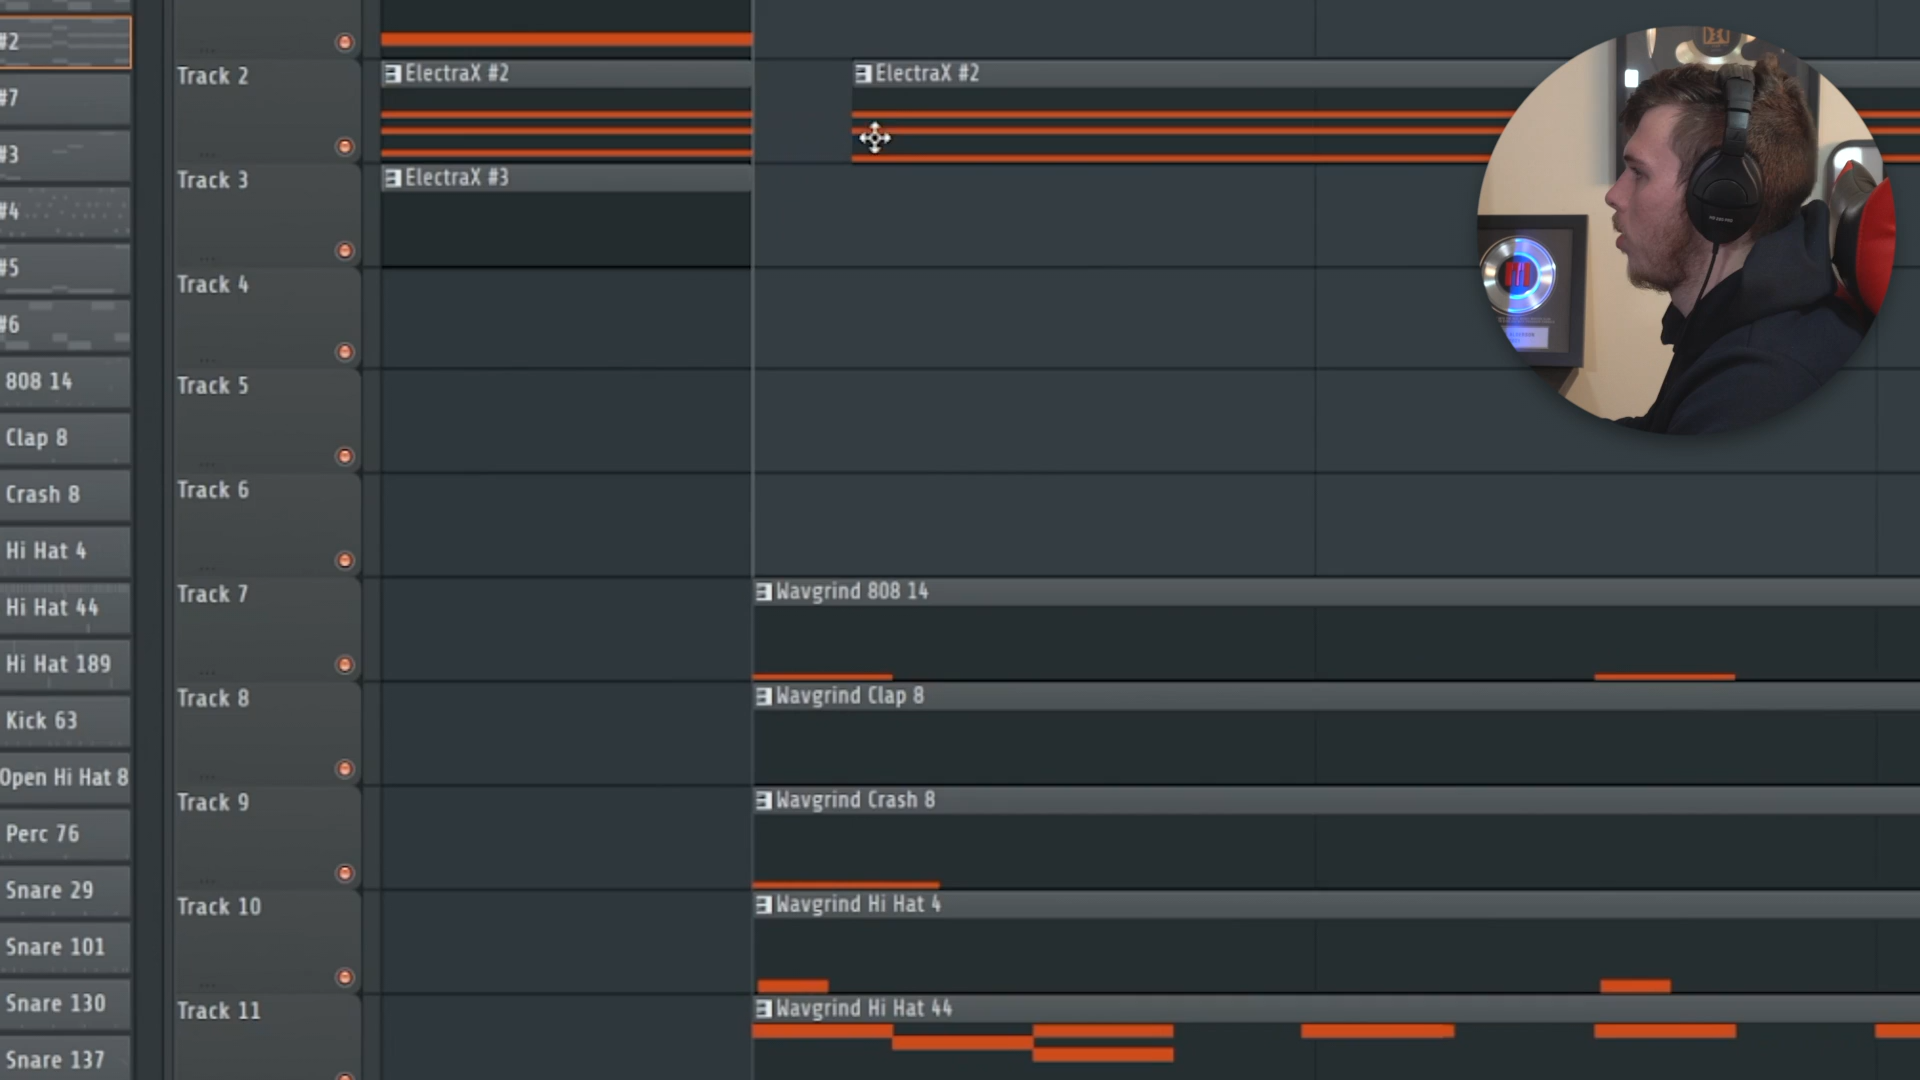 #2
#7
#3
#4
#5
#6
808 14
Clap 8
Crash 8
Hi Hat 4
Hi Hat 44
Hi Hat 189
Kick 63
Open Hi Hat 8
Perc 76
Snare 29
Snare 101
Snare 130
Snare 137
Track 2
Track 3
Track 4
Track 5
Track 6
Track 7
Track 8
Track 9
Track 10
Track 11
ElectraX #2
ElectraX #2
ElectraX #3
Wavgrind 808 14
Wavgrind Clap 8
Wavgrind Crash 8
Wavgrind Hi Hat 4
Wavgrind Hi Hat 44